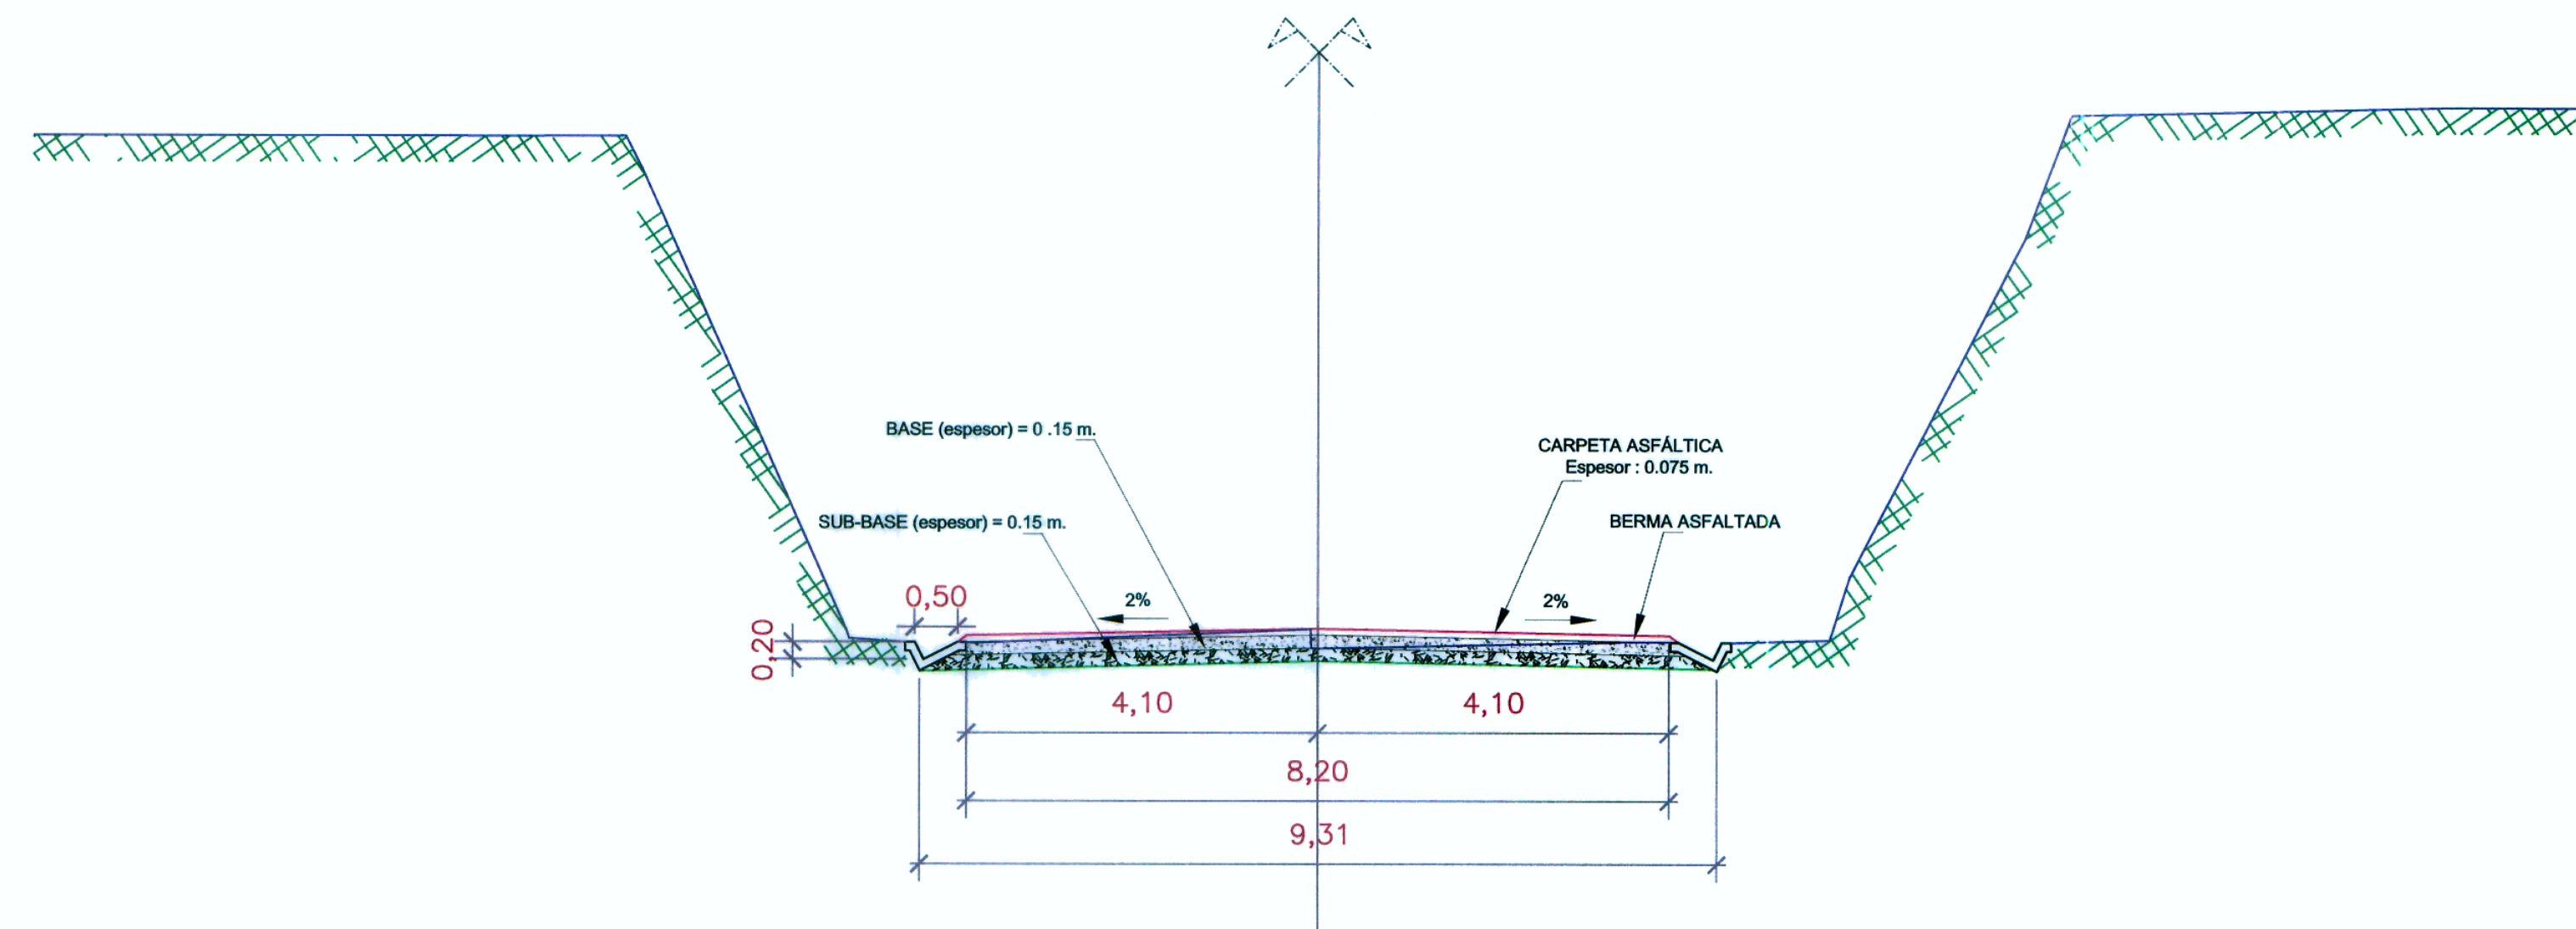 BASE (espesor) = 0 .15 m.
CARPETA ASFÁLTICA
Espesor : 0.075 m.
SUB-BASE (espesor) = 0.15 m.
BERMA ASFALTADA
0,50
2%
2%
0,20
4,10
4,10
8,20
9,31